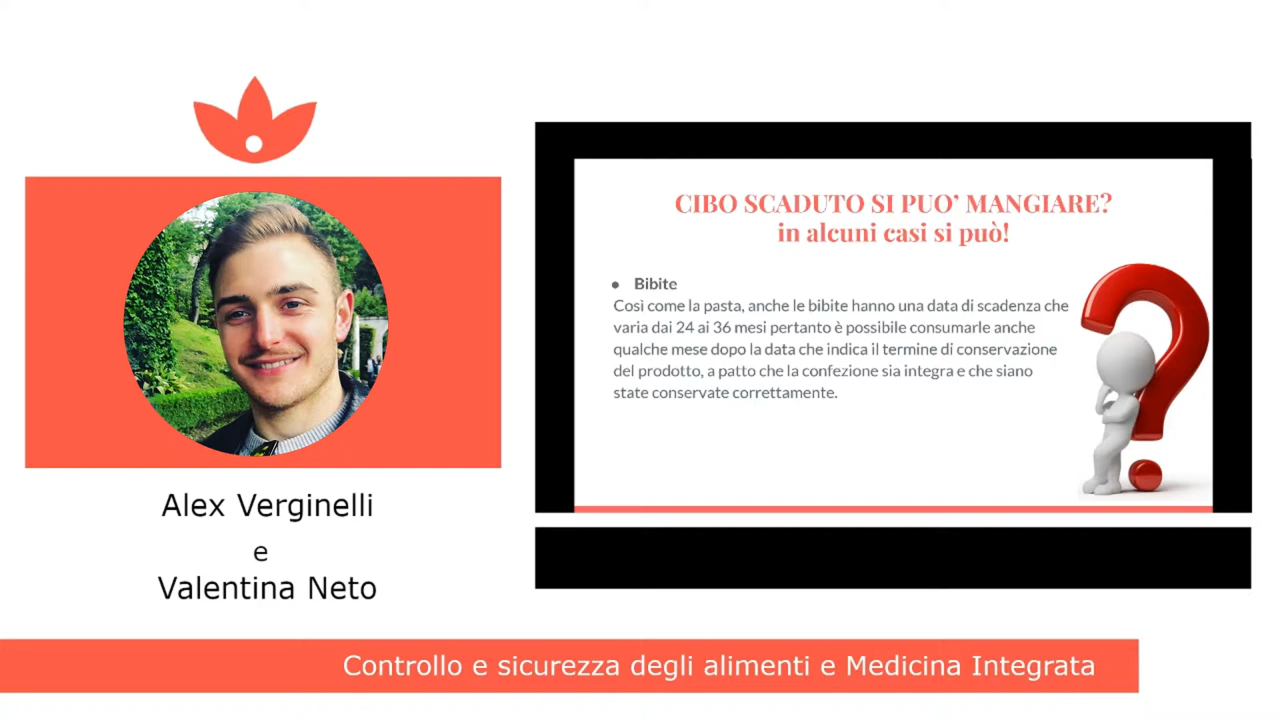 CIBO SCADUTO SI PUO’ MANGIARE?
in alcuni casi si può!
● Bibite
Così come la pasta, anche le bibite hanno una data di scadenza che
varia dai 24 ai 36 mesi pertanto è possibile consumarle anche
qualche mese dopo la data che indica il termine di conservazione
del prodotto, a patto che la confezione sia integra e che siano
state conservate correttamente.
Alex Verginelli
e
Valentina Neto
Controllo e sicurezza degli alimenti e Medicina Integrata